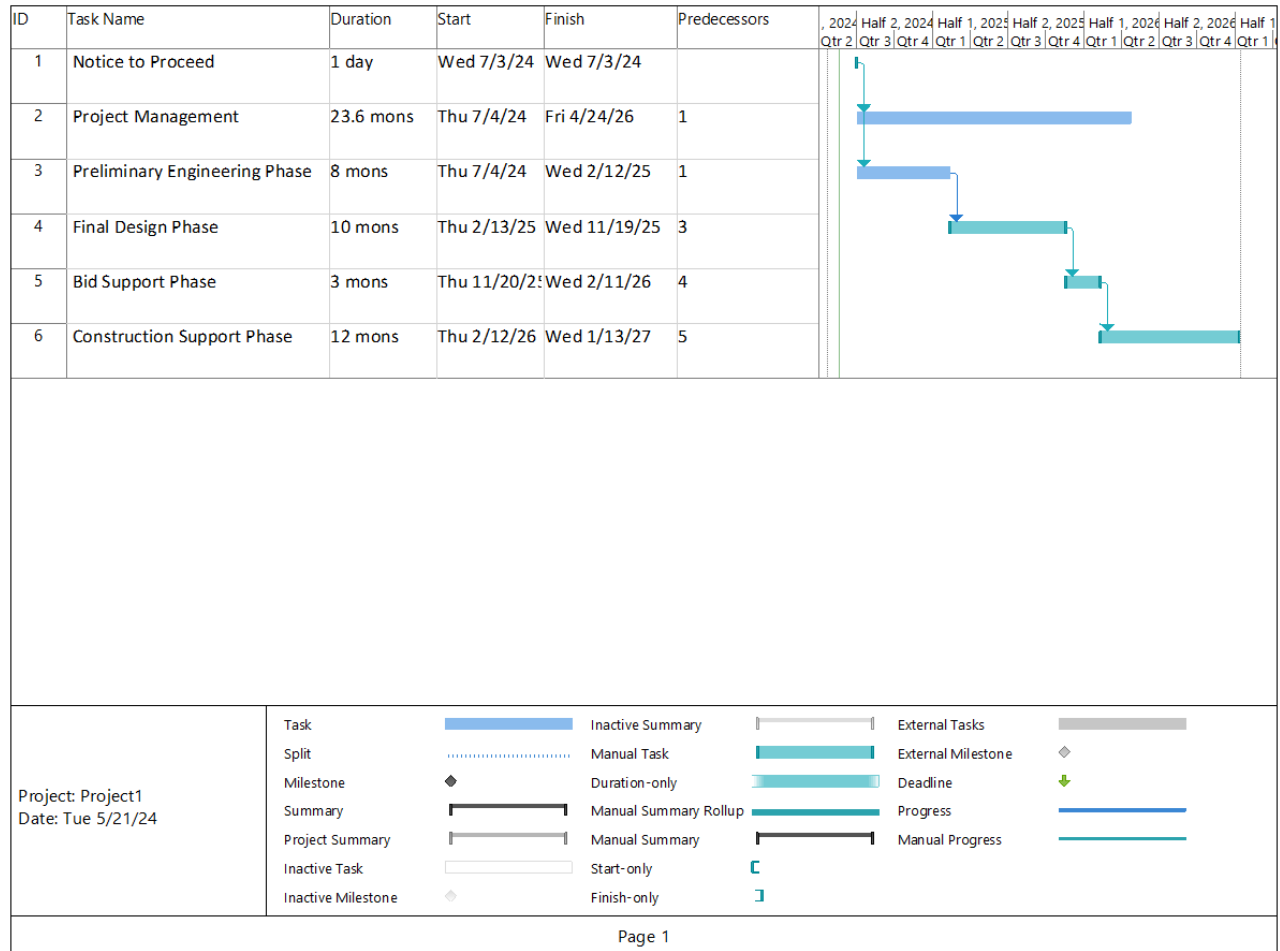 ID Task Name Duration Start Finish Predecessors
, 2024 Half 2, 2024 Half 1, 2025 Half 2, 2025 Half 1, 2026 Half 2, 2026 Half 1
Qtr 2 Qtr 3 Qtr 4 Qtr 1 Qtr 2 Qtr 3 Qtr 4 Qtr 1 Qtr 2 Qtr 3 Qtr 4 Qtr 1
1 Notice to Proceed 1 day Wed 7/3/24 Wed 7/3/24
2 Project Management 23.6 mons Thu 7/4/24 Fri 4/24/26 1
3 Preliminary Engineering Phase 8 mons Thu 7/4/24 Wed 2/12/25 1
4 Final Design Phase 10 mons Thu 2/13/25 Wed 11/19/25 3
5 Bid Support Phase 3 mons Thu 11/20/25 Wed 2/11/26 4
6 Construction Support Phase 12 mons Thu 2/12/26 Wed 1/13/27 5
Project: Project1
Date: Tue 5/21/24
Task
Split
Milestone
Summary
Project Summary
Inactive Task
Inactive Milestone
Inactive Summary
Manual Task
Duration-only
Manual Summary Rollup
Manual Summary
Start-only
Finish-only
External Tasks
External Milestone
Deadline
Progress
Manual Progress
Page 1